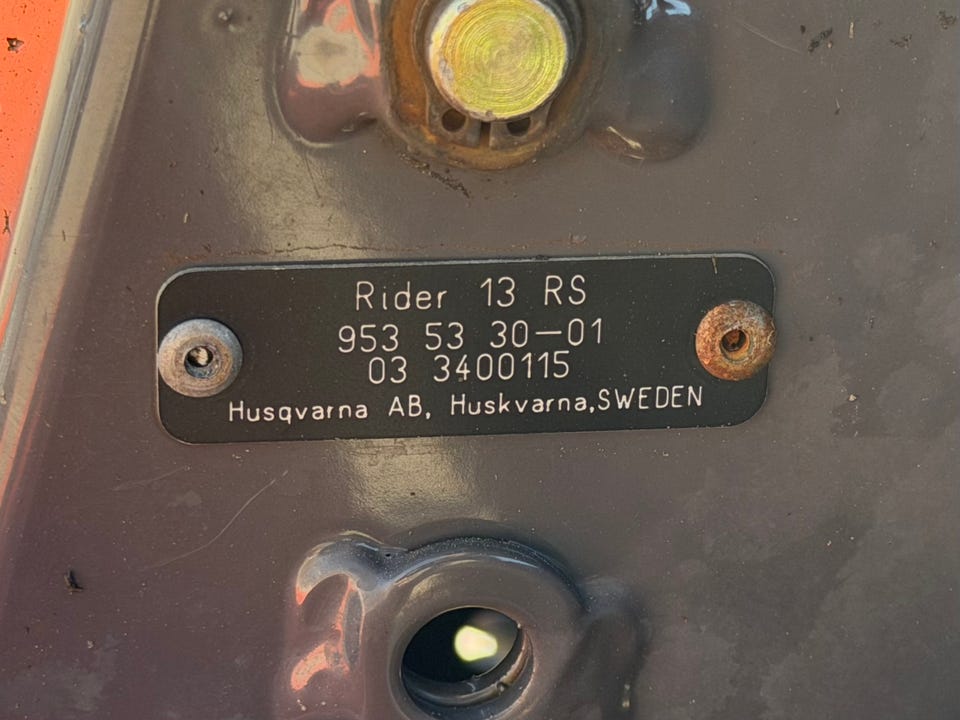 Rider 13 RS
953 53 30-01
03 3400115
Husqvarna AB, Huskvarna,SWEDEN